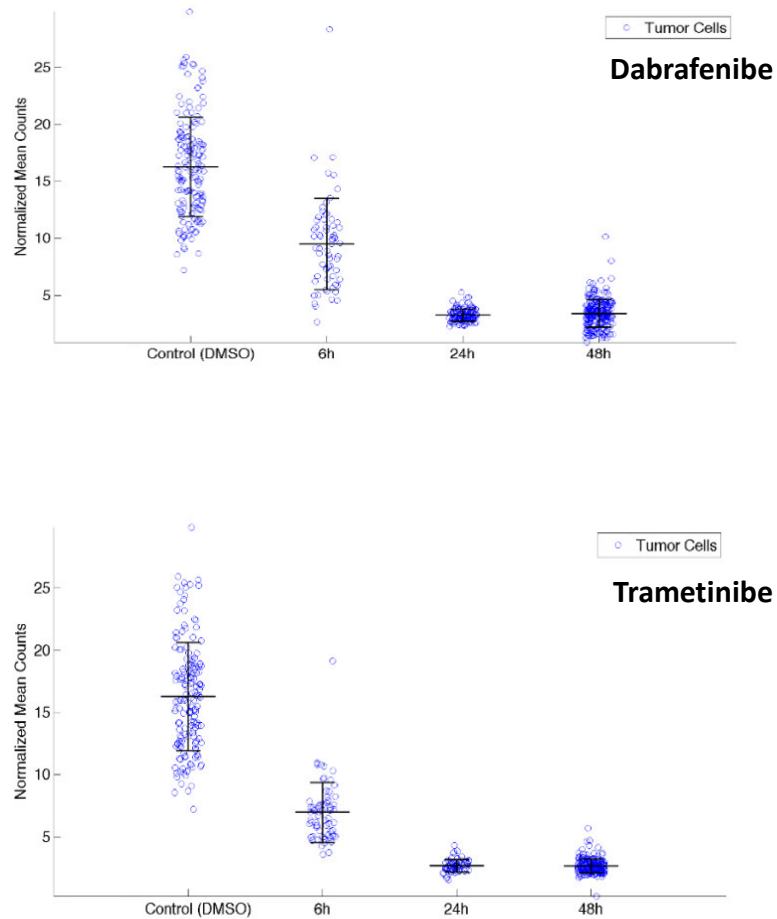 Tumor Cells
Dabrafenibe
Normalized Mean Counts
25
20
15
10
5
Control (DMSO) 6h 24h 48h
Tumor Cells
Trametinibe
Normalized Mean Counts
25
20
15
10
5
Control (DMSO) 6h 24h 48h